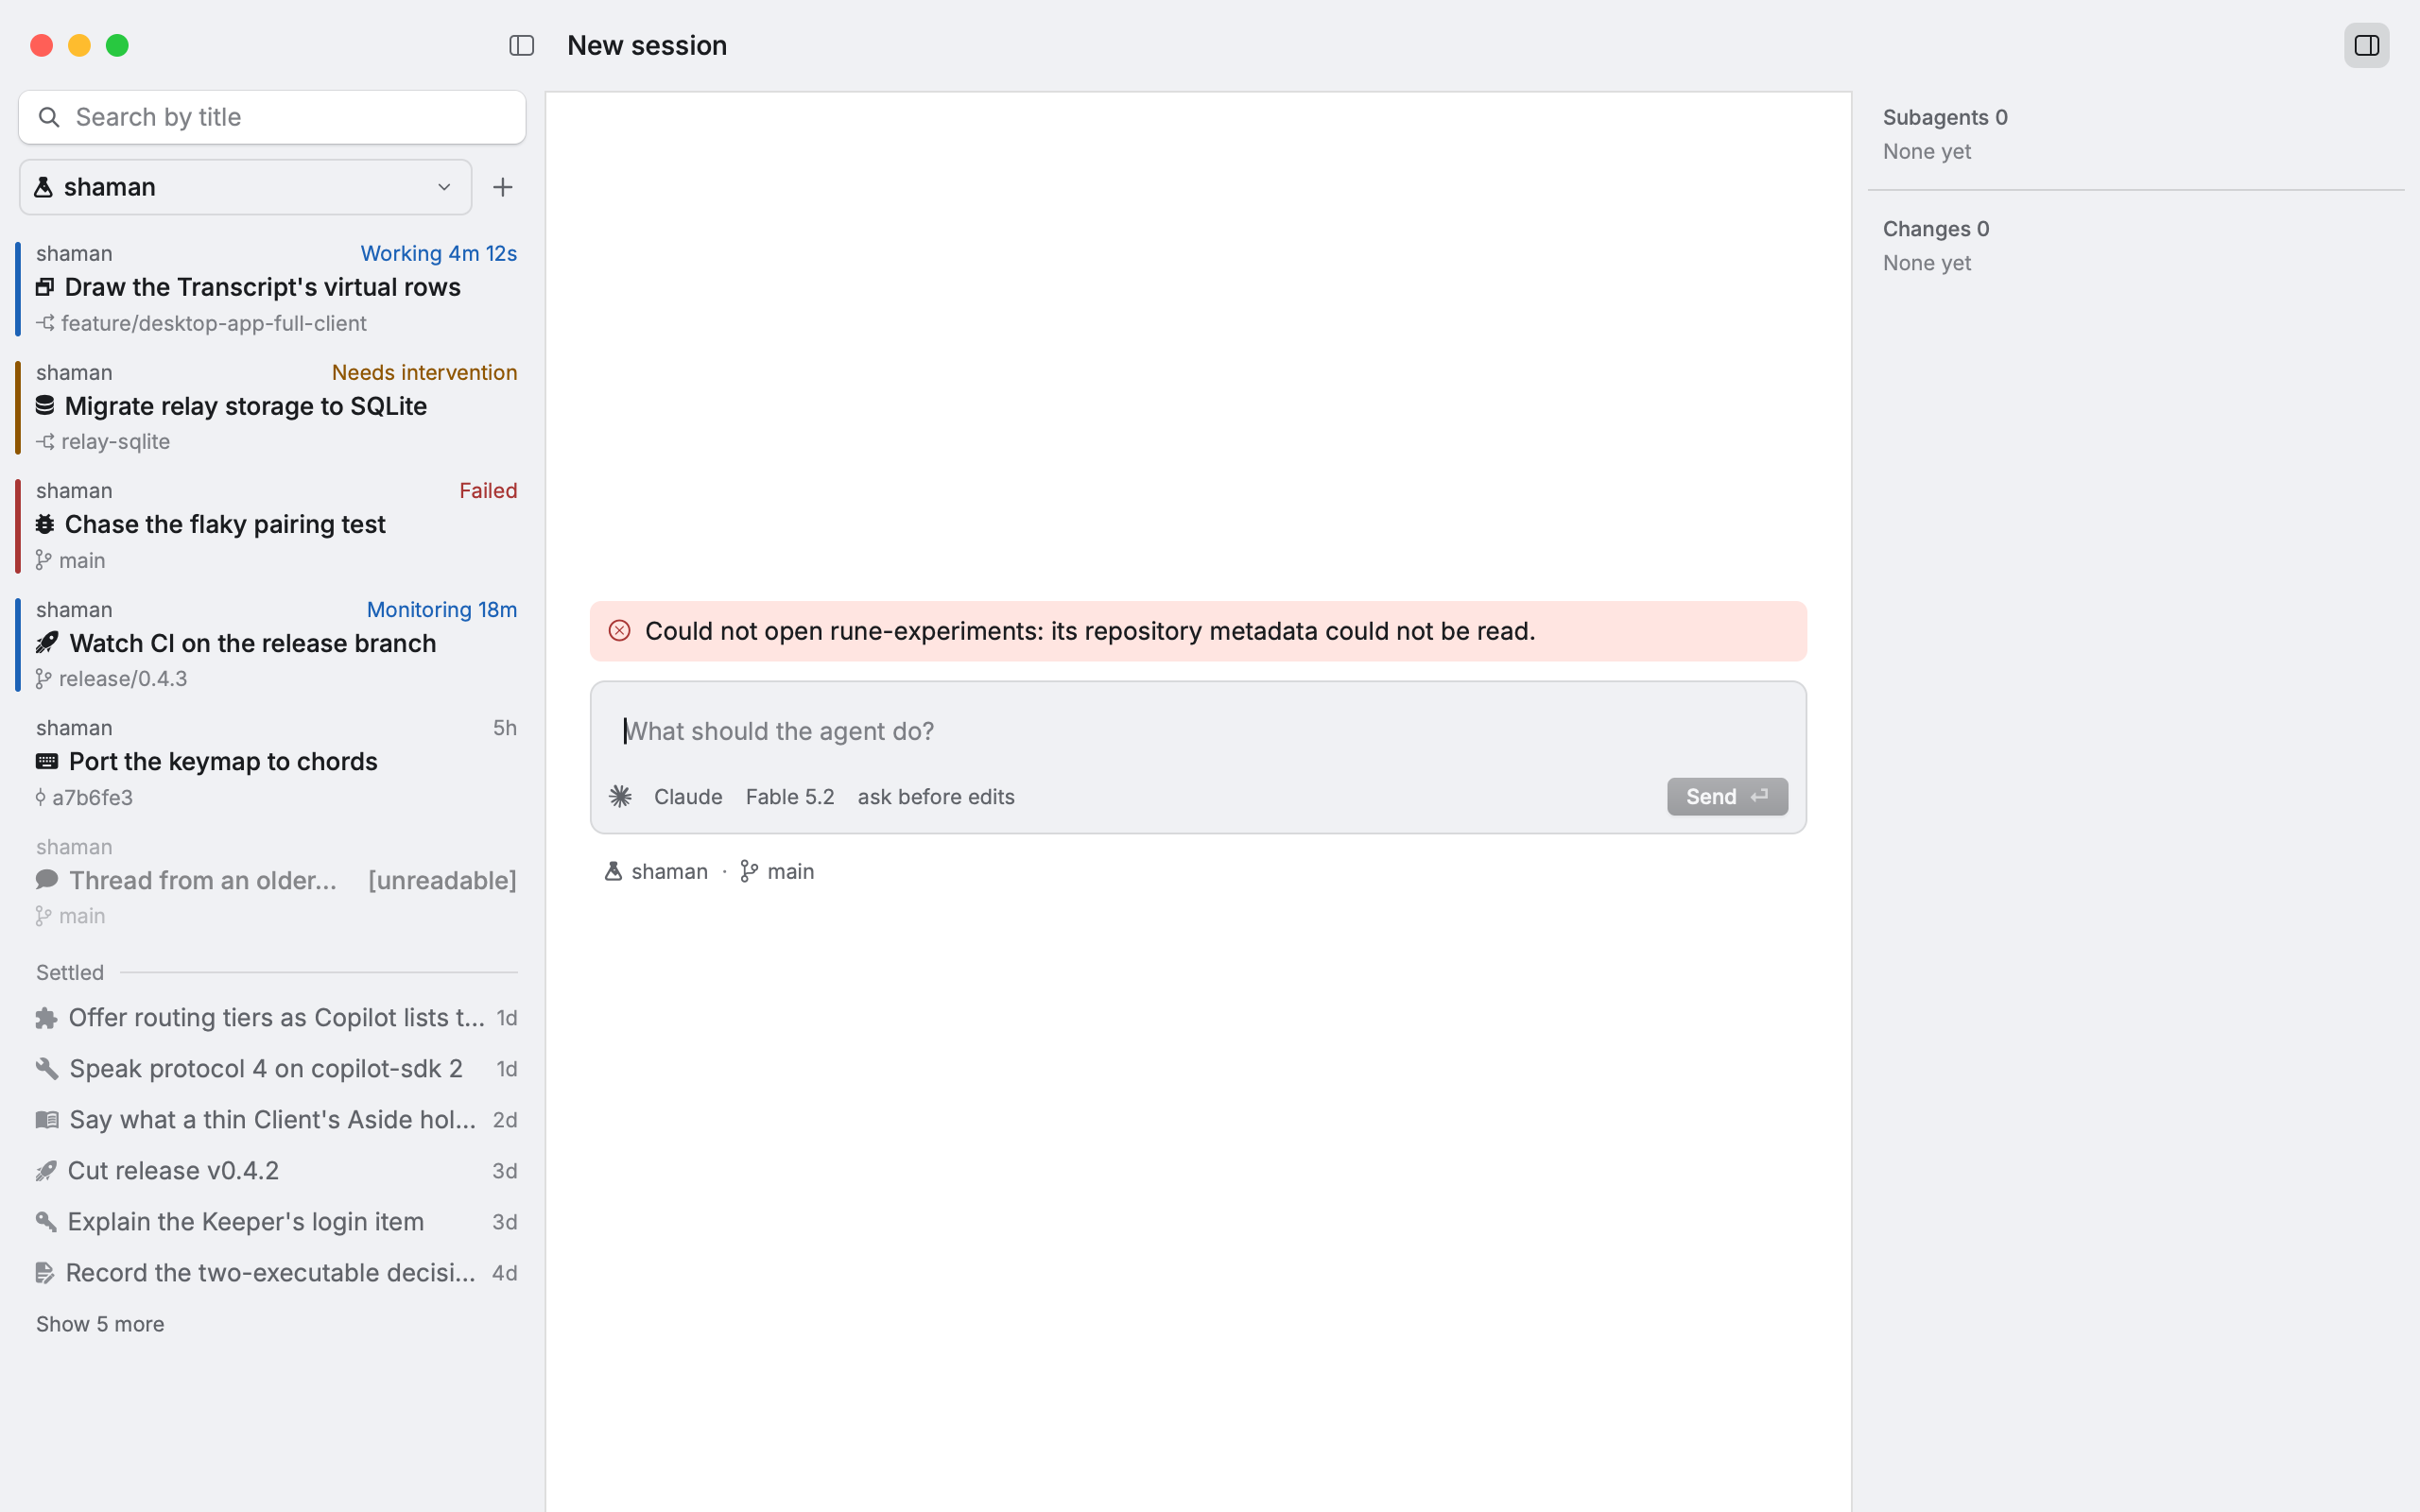 New session
Search by title
shaman
shaman Working 4m 12s
Draw the Transcript's virtual rows
feature/desktop-app-full-client
shaman Needs intervention
Migrate relay storage to SQLite
relay-sqlite
shaman Failed
Chase the flaky pairing test
main
shaman Monitoring 18m
Watch CI on the release branch
release/0.4.3
shaman 5h
Port the keymap to chords
a7b6fe3
shaman
Thread from an older... [unreadable]
main
Settled
Offer routing tiers as Copilot lists t... 1d
Speak protocol 4 on copilot-sdk 2 1d
Say what a thin Client's Aside hol... 2d
Cut release v0.4.2 3d
Explain the Keeper's login item 3d
Record the two-executable decisi... 4d
Show 5 more
Could not open rune-experiments: its repository metadata could not be read.
What should the agent do?
Claude Fable 5.2 ask before edits Send
shaman · main
Subagents 0
None yet
Changes 0
None yet